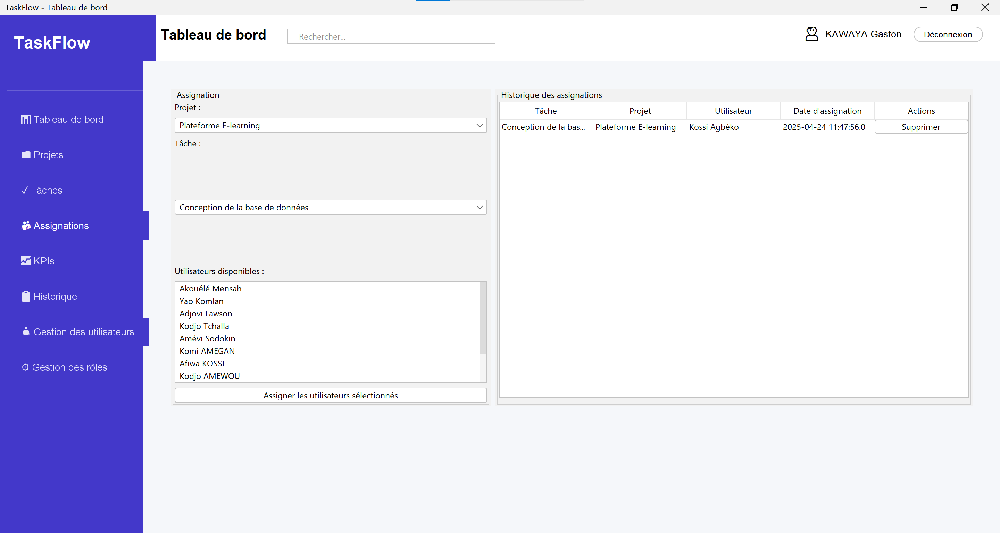 TaskFlow - Tableau de bord
TaskFlow
Tableau de bord
Rechercher...
KAWAYA Gaston
Déconnexion
Tableau de bord
Projets
Tâches
Assignations
KPIs
Historique
Gestion des utilisateurs
Gestion des rôles
Assignation
Projet :
Plateforme E-learning
Tâche :
Conception de la base de données
Utilisateurs disponibles :
Akouélé Mensah
Yao Komlan
Adjovi Lawson
Kodjo Tchalla
Amévi Sodokin
Komi AMEGAN
Afiwa KOSSI
Kodjo AMEWOU
Assigner les utilisateurs sélectionnés
Historique des assignations
Tâche Projet Utilisateur Date d'assignation Actions
Conception de la bas... Plateforme E-learning Kossi Agbéko 2025-04-24 11:47:56.0 Supprimer